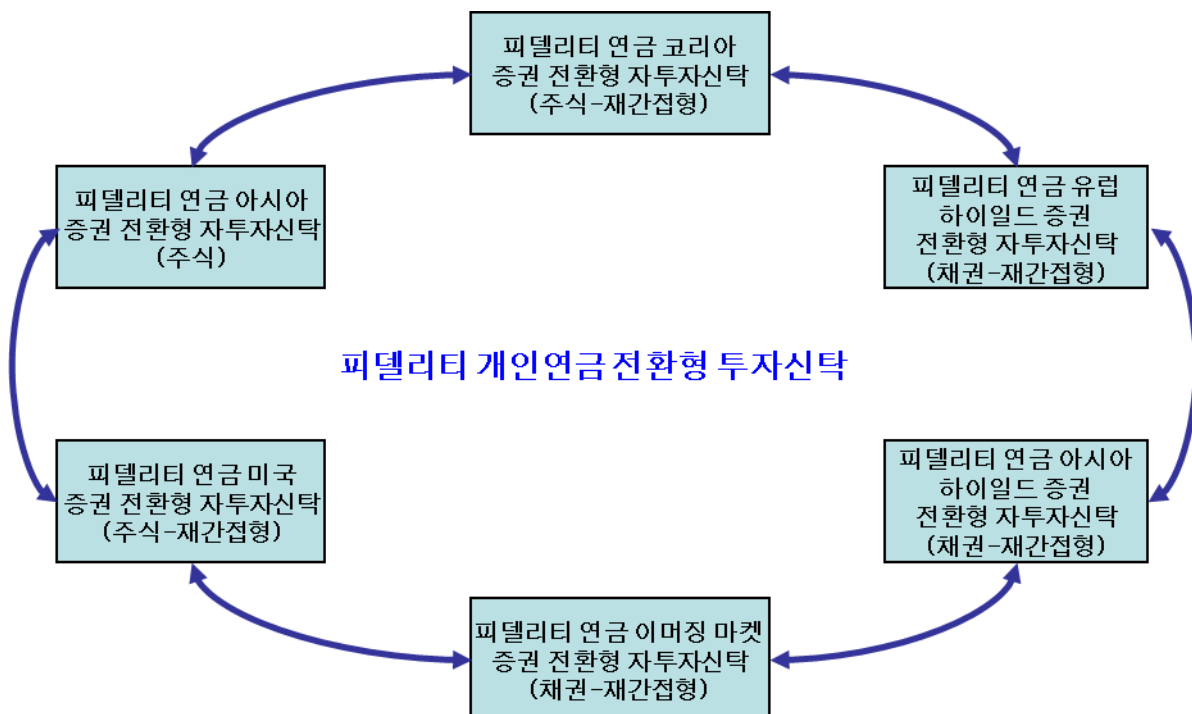 피델리티 연금 코리아
증권 전환형 자투자신탁
(주식-재간접형)
피델리티 연금 아시아
증권 전환형 자투자신탁
(주식)
피델리티 연금 유럽
하이일드 증권
전환형 자투자신탁
(채권-재간접형)
피델리티 개인연금 전환형 투자신탁
피델리티 연금 미국
증권 전환형 자투자신탁
(주식-재간접형)
피델리티 연금 아시아
하이일드 증권
전환형 자투자신탁
(채권-재간접형)
피델리티 연금 이머징 마켓
증권 전환형 자투자신탁
(채권-재간접형)